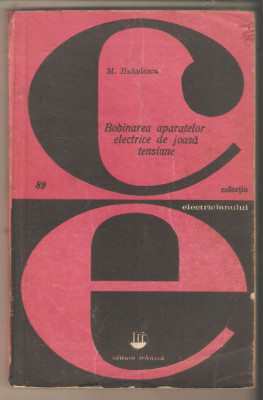 M. Huhulescu
Bobinarea aparatelor
electrice de joasă
tensiune
89
colecția
electricianului
editura tehnică